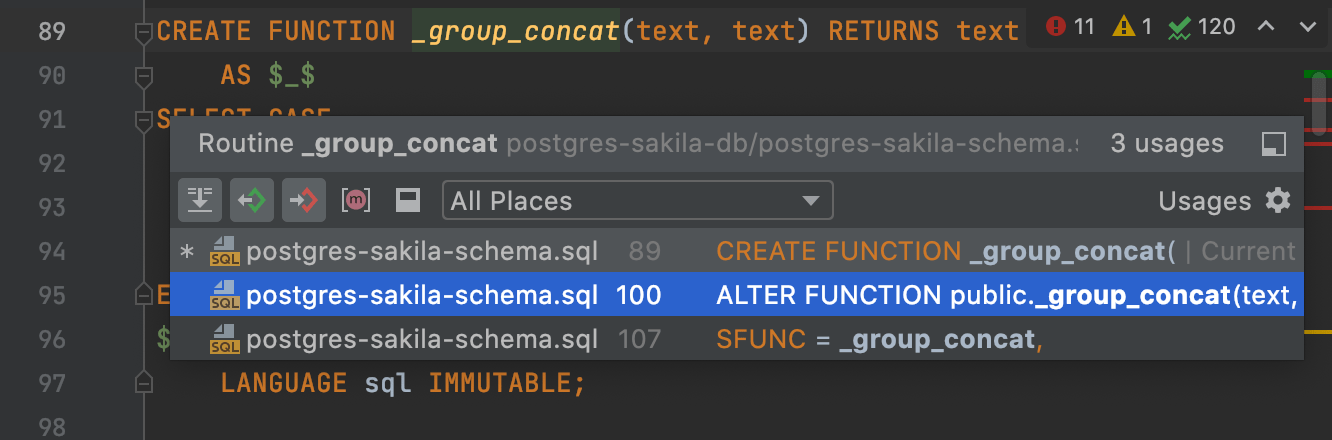 89 CREATE FUNCTION _group_concat(text, text) RETURNS text 11 1 120
90 AS $_$
91 SELECT CASE
Routine _group_concat postgres-sakila-db/postgres-sakila-schema.s 3 usages
92
93 [m] All Places Usages
94 * SQL postgres-sakila-schema.sql 89 CREATE FUNCTION _group_concat( | Current
95 E SQL postgres-sakila-schema.sql 100 ALTER FUNCTION public._group_concat(text,
96 $ SQL postgres-sakila-schema.sql 107 SFUNC = _group_concat,
97 LANGUAGE sql IMMUTABLE;
98